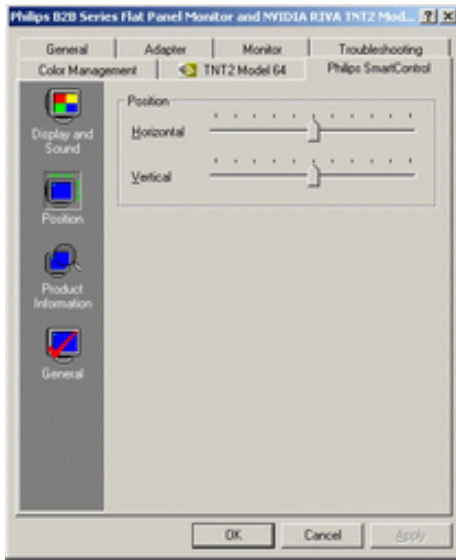 Philips B2B Series Flat Panel Monitor and NVIDIA RIVA TNT2 Mod...
General Adapter Monitor Troubleshooting
Color Management TNT2 Model 64 Philips SmartControl
Display and
Sound
Position
Product
Information
General
Position
Horizontal
Vertical
OK Cancel Apply